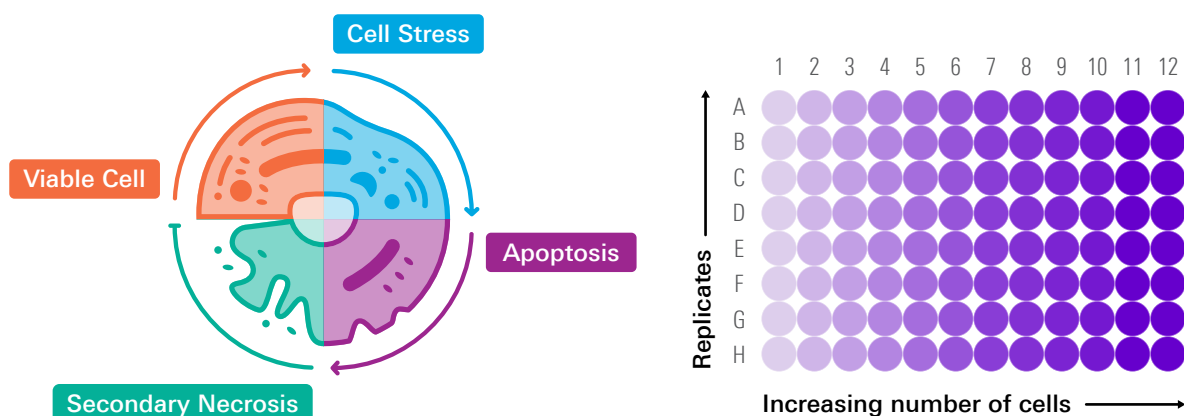 Cell Stress
Viable Cell
Apoptosis
Secondary Necrosis
1 2 3 4 5 6 7 8 9 10 11 12
A
B
C
D
E
F
G
H
Replicates
Increasing number of cells